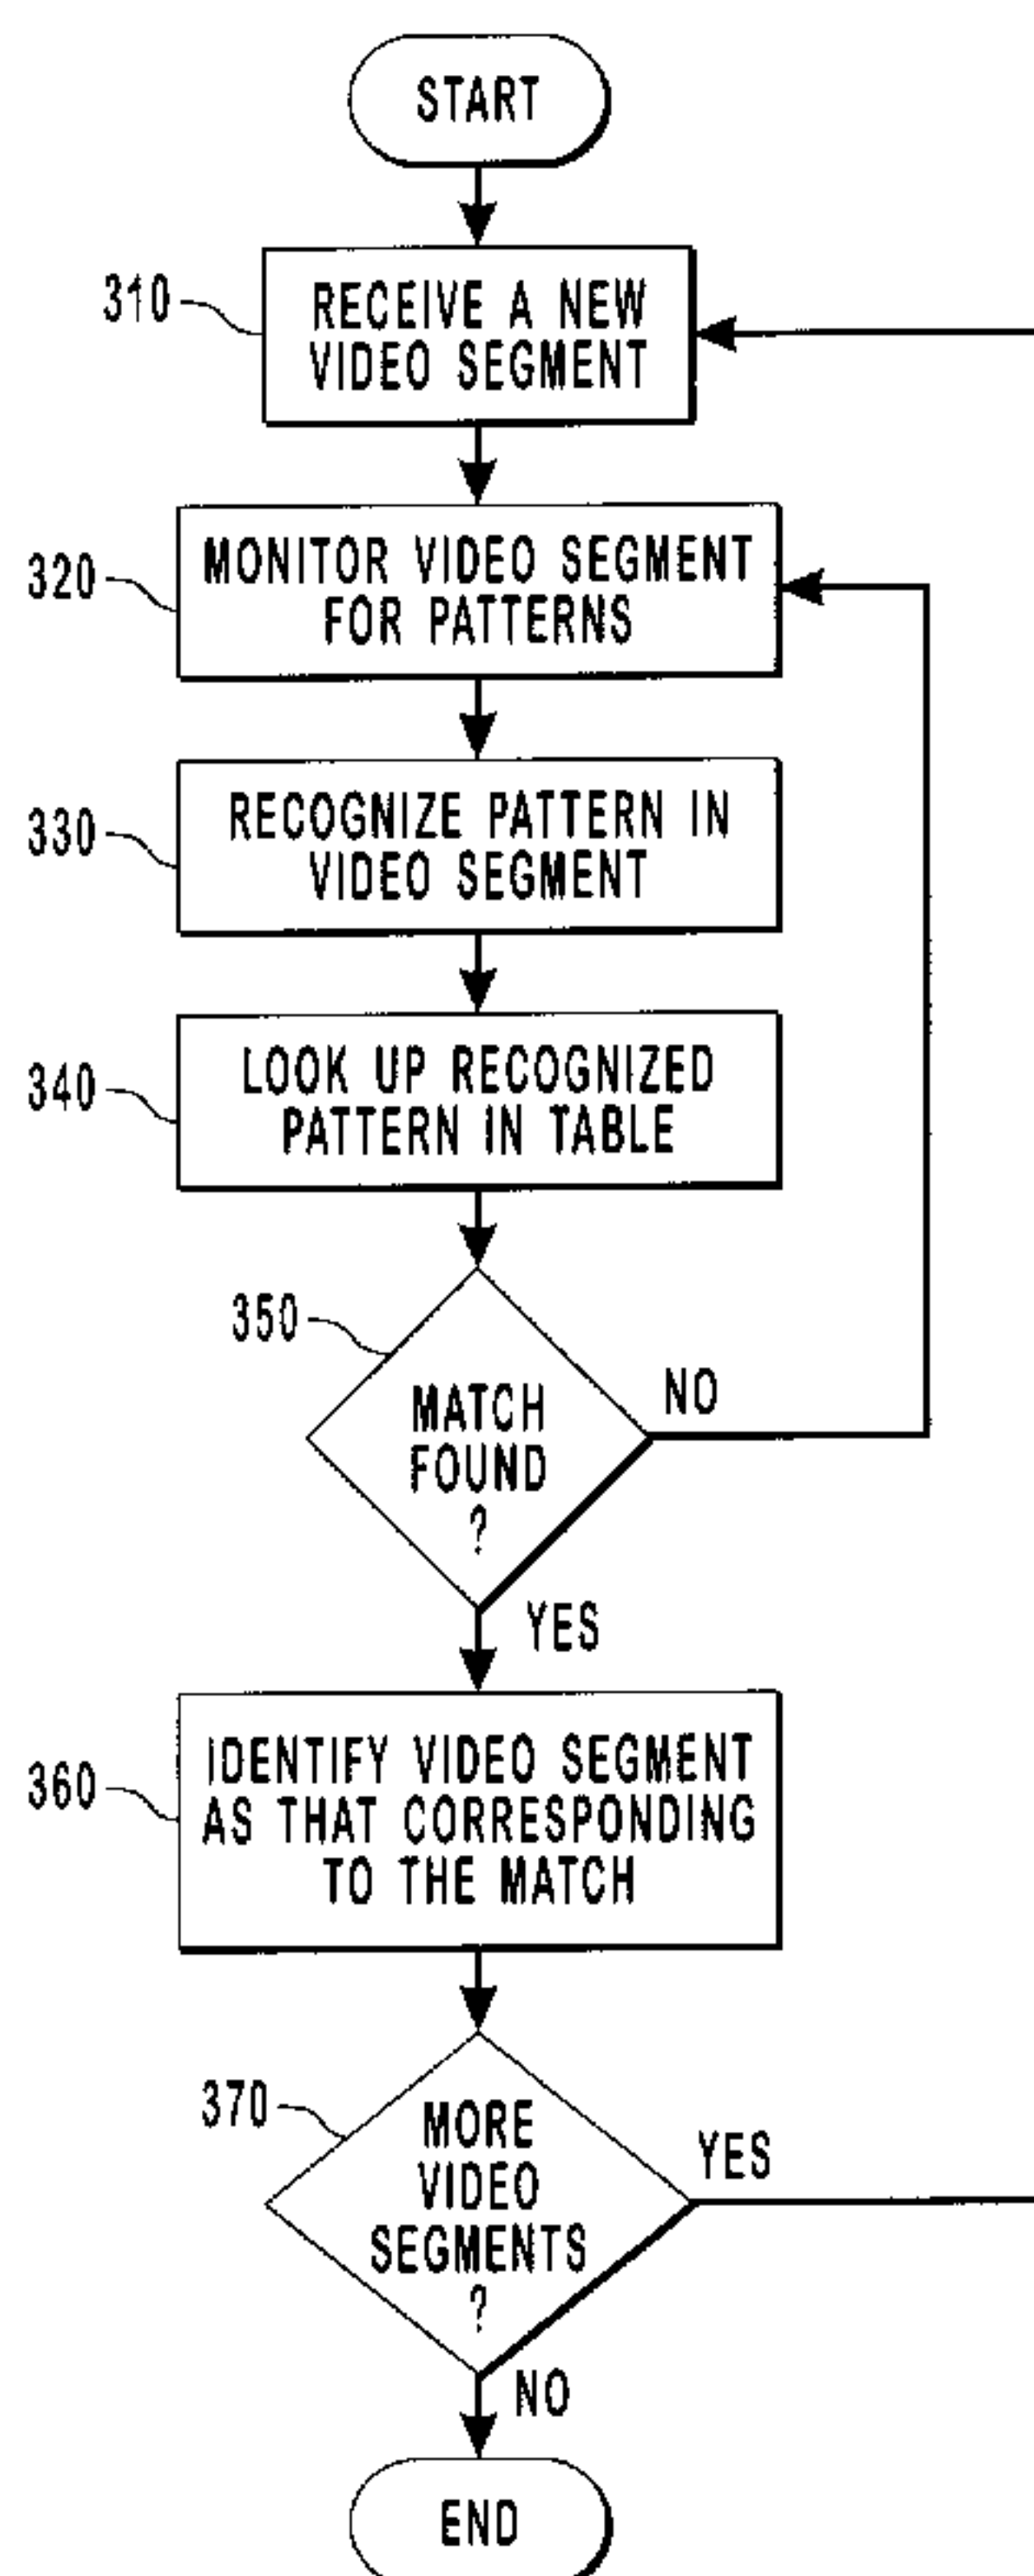 START
310
RECEIVE A NEW
VIDEO SEGMENT
320
MONITOR VIDEO SEGMENT
FOR PATTERNS
330
RECOGNIZE PATTERN IN
VIDEO SEGMENT
340
LOOK UP RECOGNIZED
PATTERN IN TABLE
350
MATCH
FOUND
?
NO
YES
360
IDENTIFY VIDEO SEGMENT
AS THAT CORRESPONDING
TO THE MATCH
370
MORE
VIDEO
SEGMENTS
?
YES
NO
END